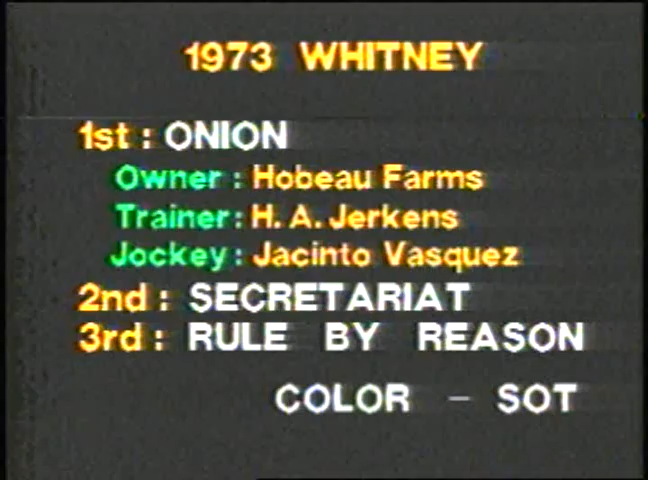 1973 WHITNEY
1st : ONION
Owner : Hobeau Farms
Trainer : H. A. Jerkens
Jockey : Jacinto Vasquez
2nd : SECRETARIAT
3rd : RULE BY REASON
COLOR - SOT